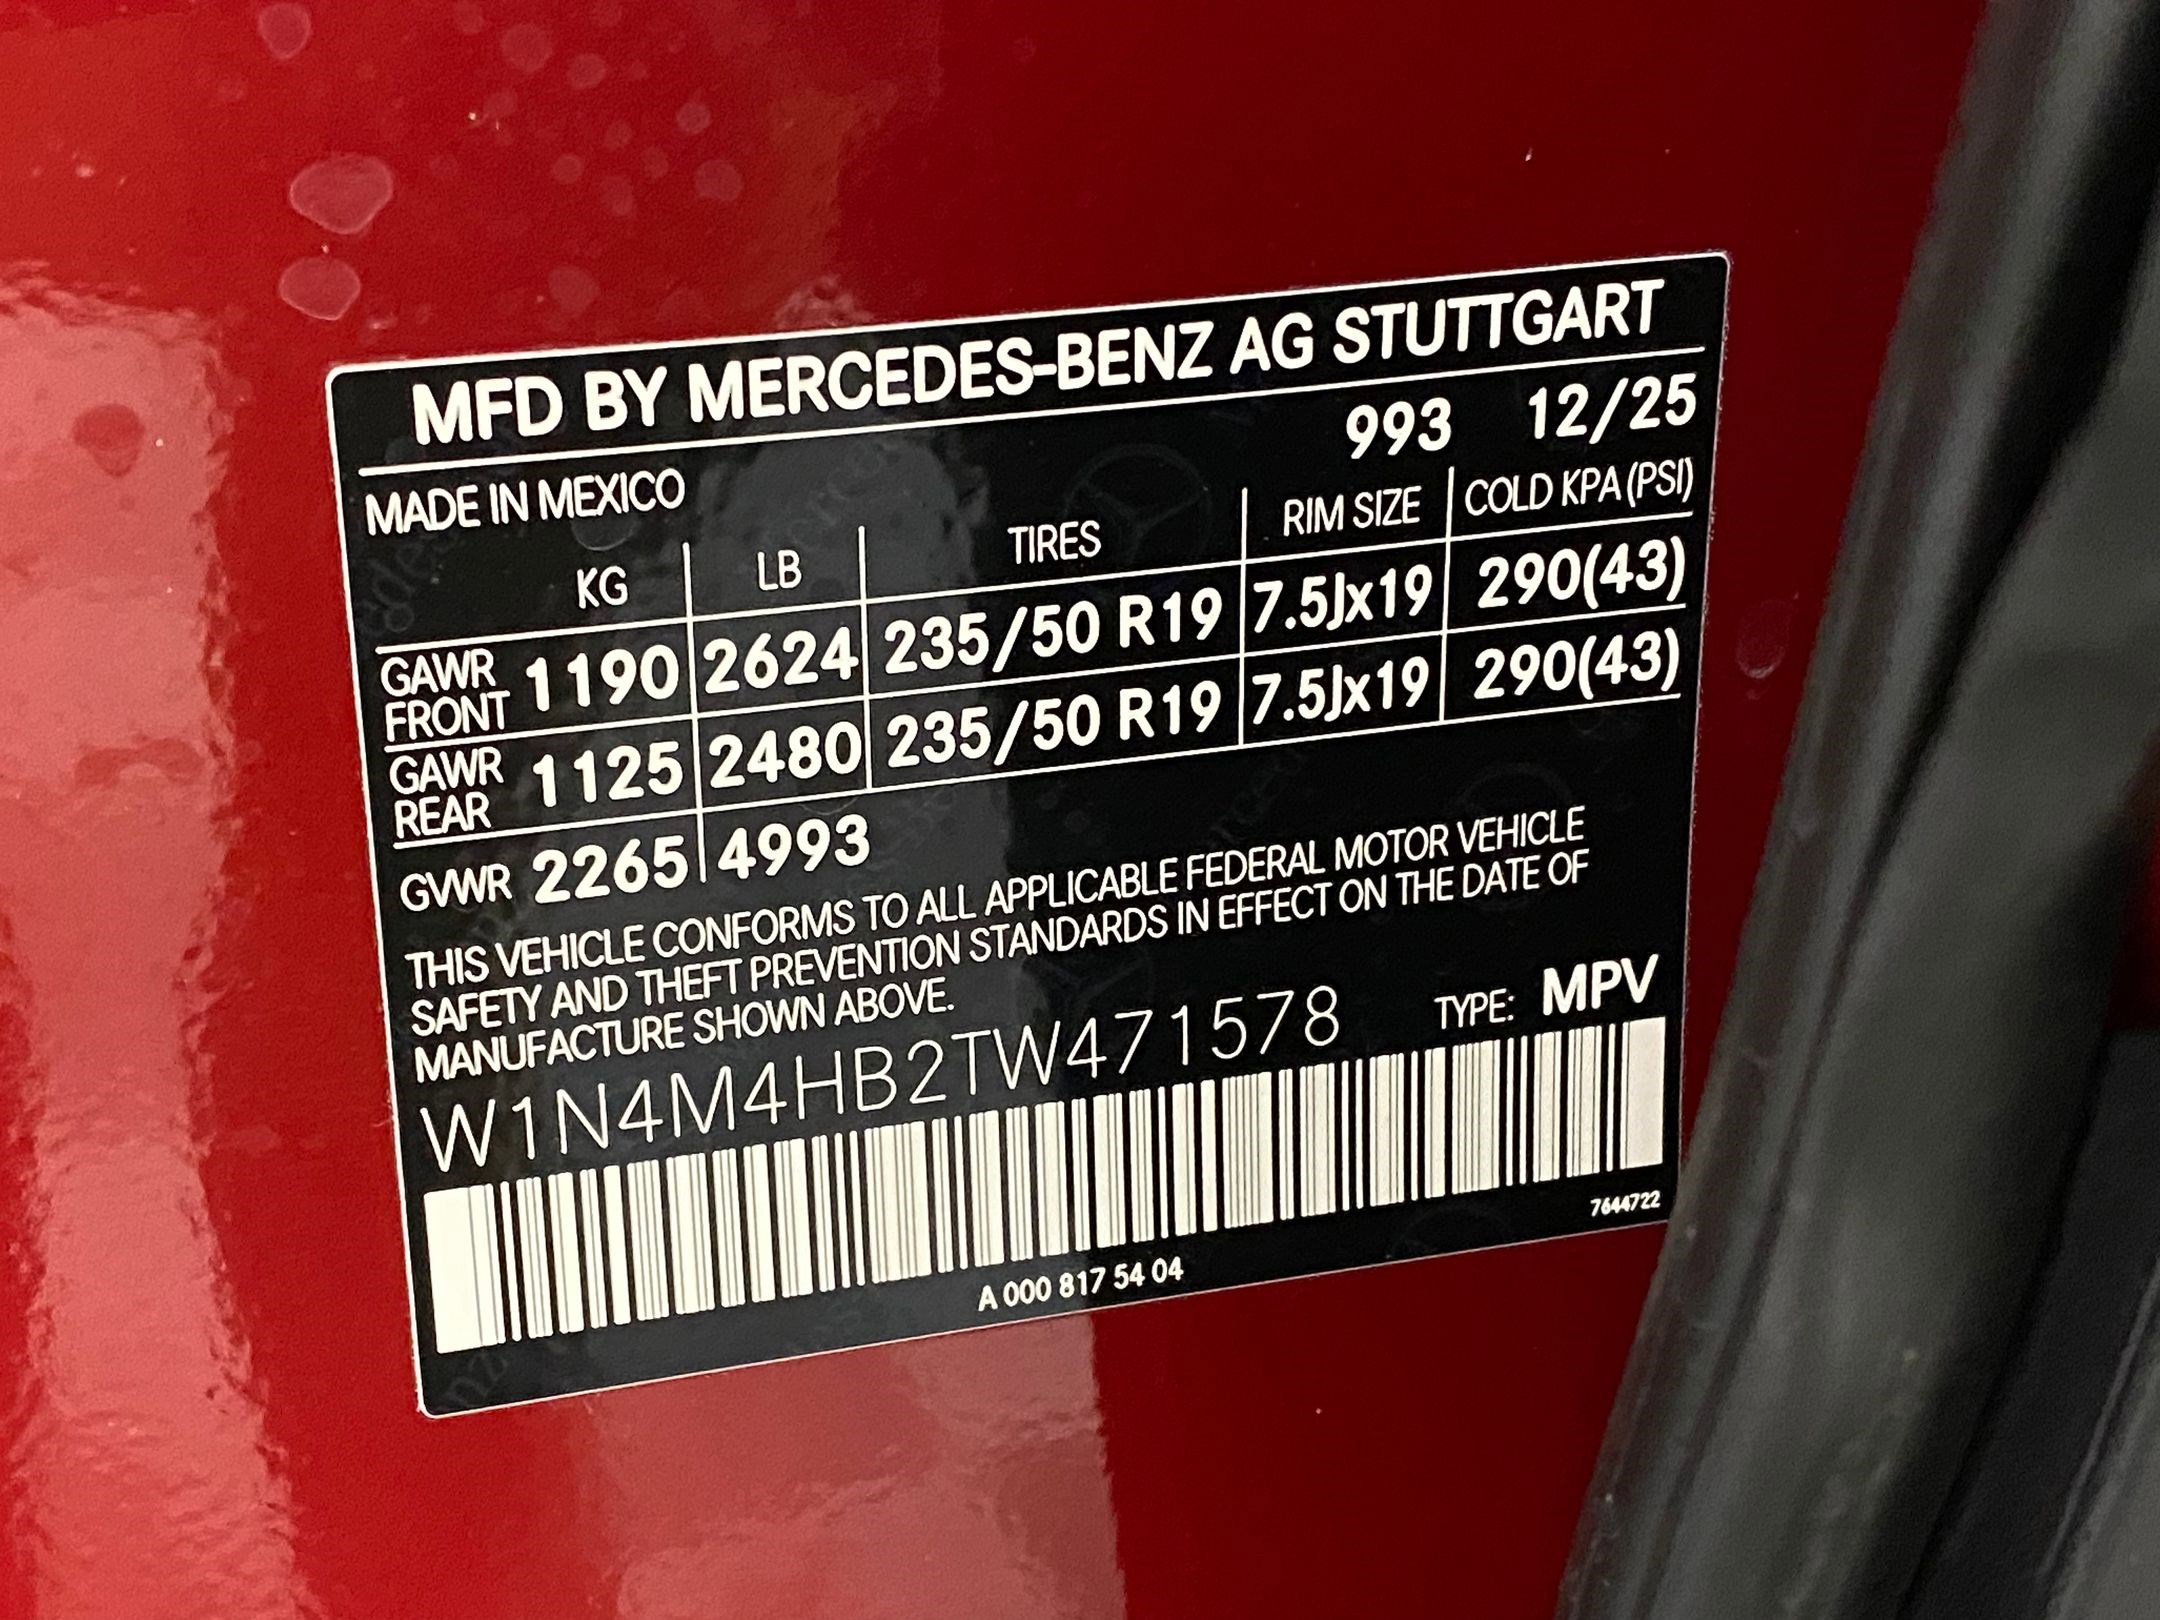 MFD BY MERCEDES-BENZ AG STUTTGART
MADE IN MEXICO 993 12/25
KG LB TIRES RIM SIZE COLD KPA (PSI)
GAWR FRONT 1190 2624 235/50 R19 7.5Jx19 290(43)
GAWR REAR 1125 2480 235/50 R19 7.5Jx19 290(43)
GVWR 2265 4993
THIS VEHICLE CONFORMS TO ALL APPLICABLE FEDERAL MOTOR VEHICLE
SAFETY AND THEFT PREVENTION STANDARDS IN EFFECT ON THE DATE OF
MANUFACTURE SHOWN ABOVE.
W1N4M4HB2TW471578 TYPE: MPV
7644722
A 000 817 54 04